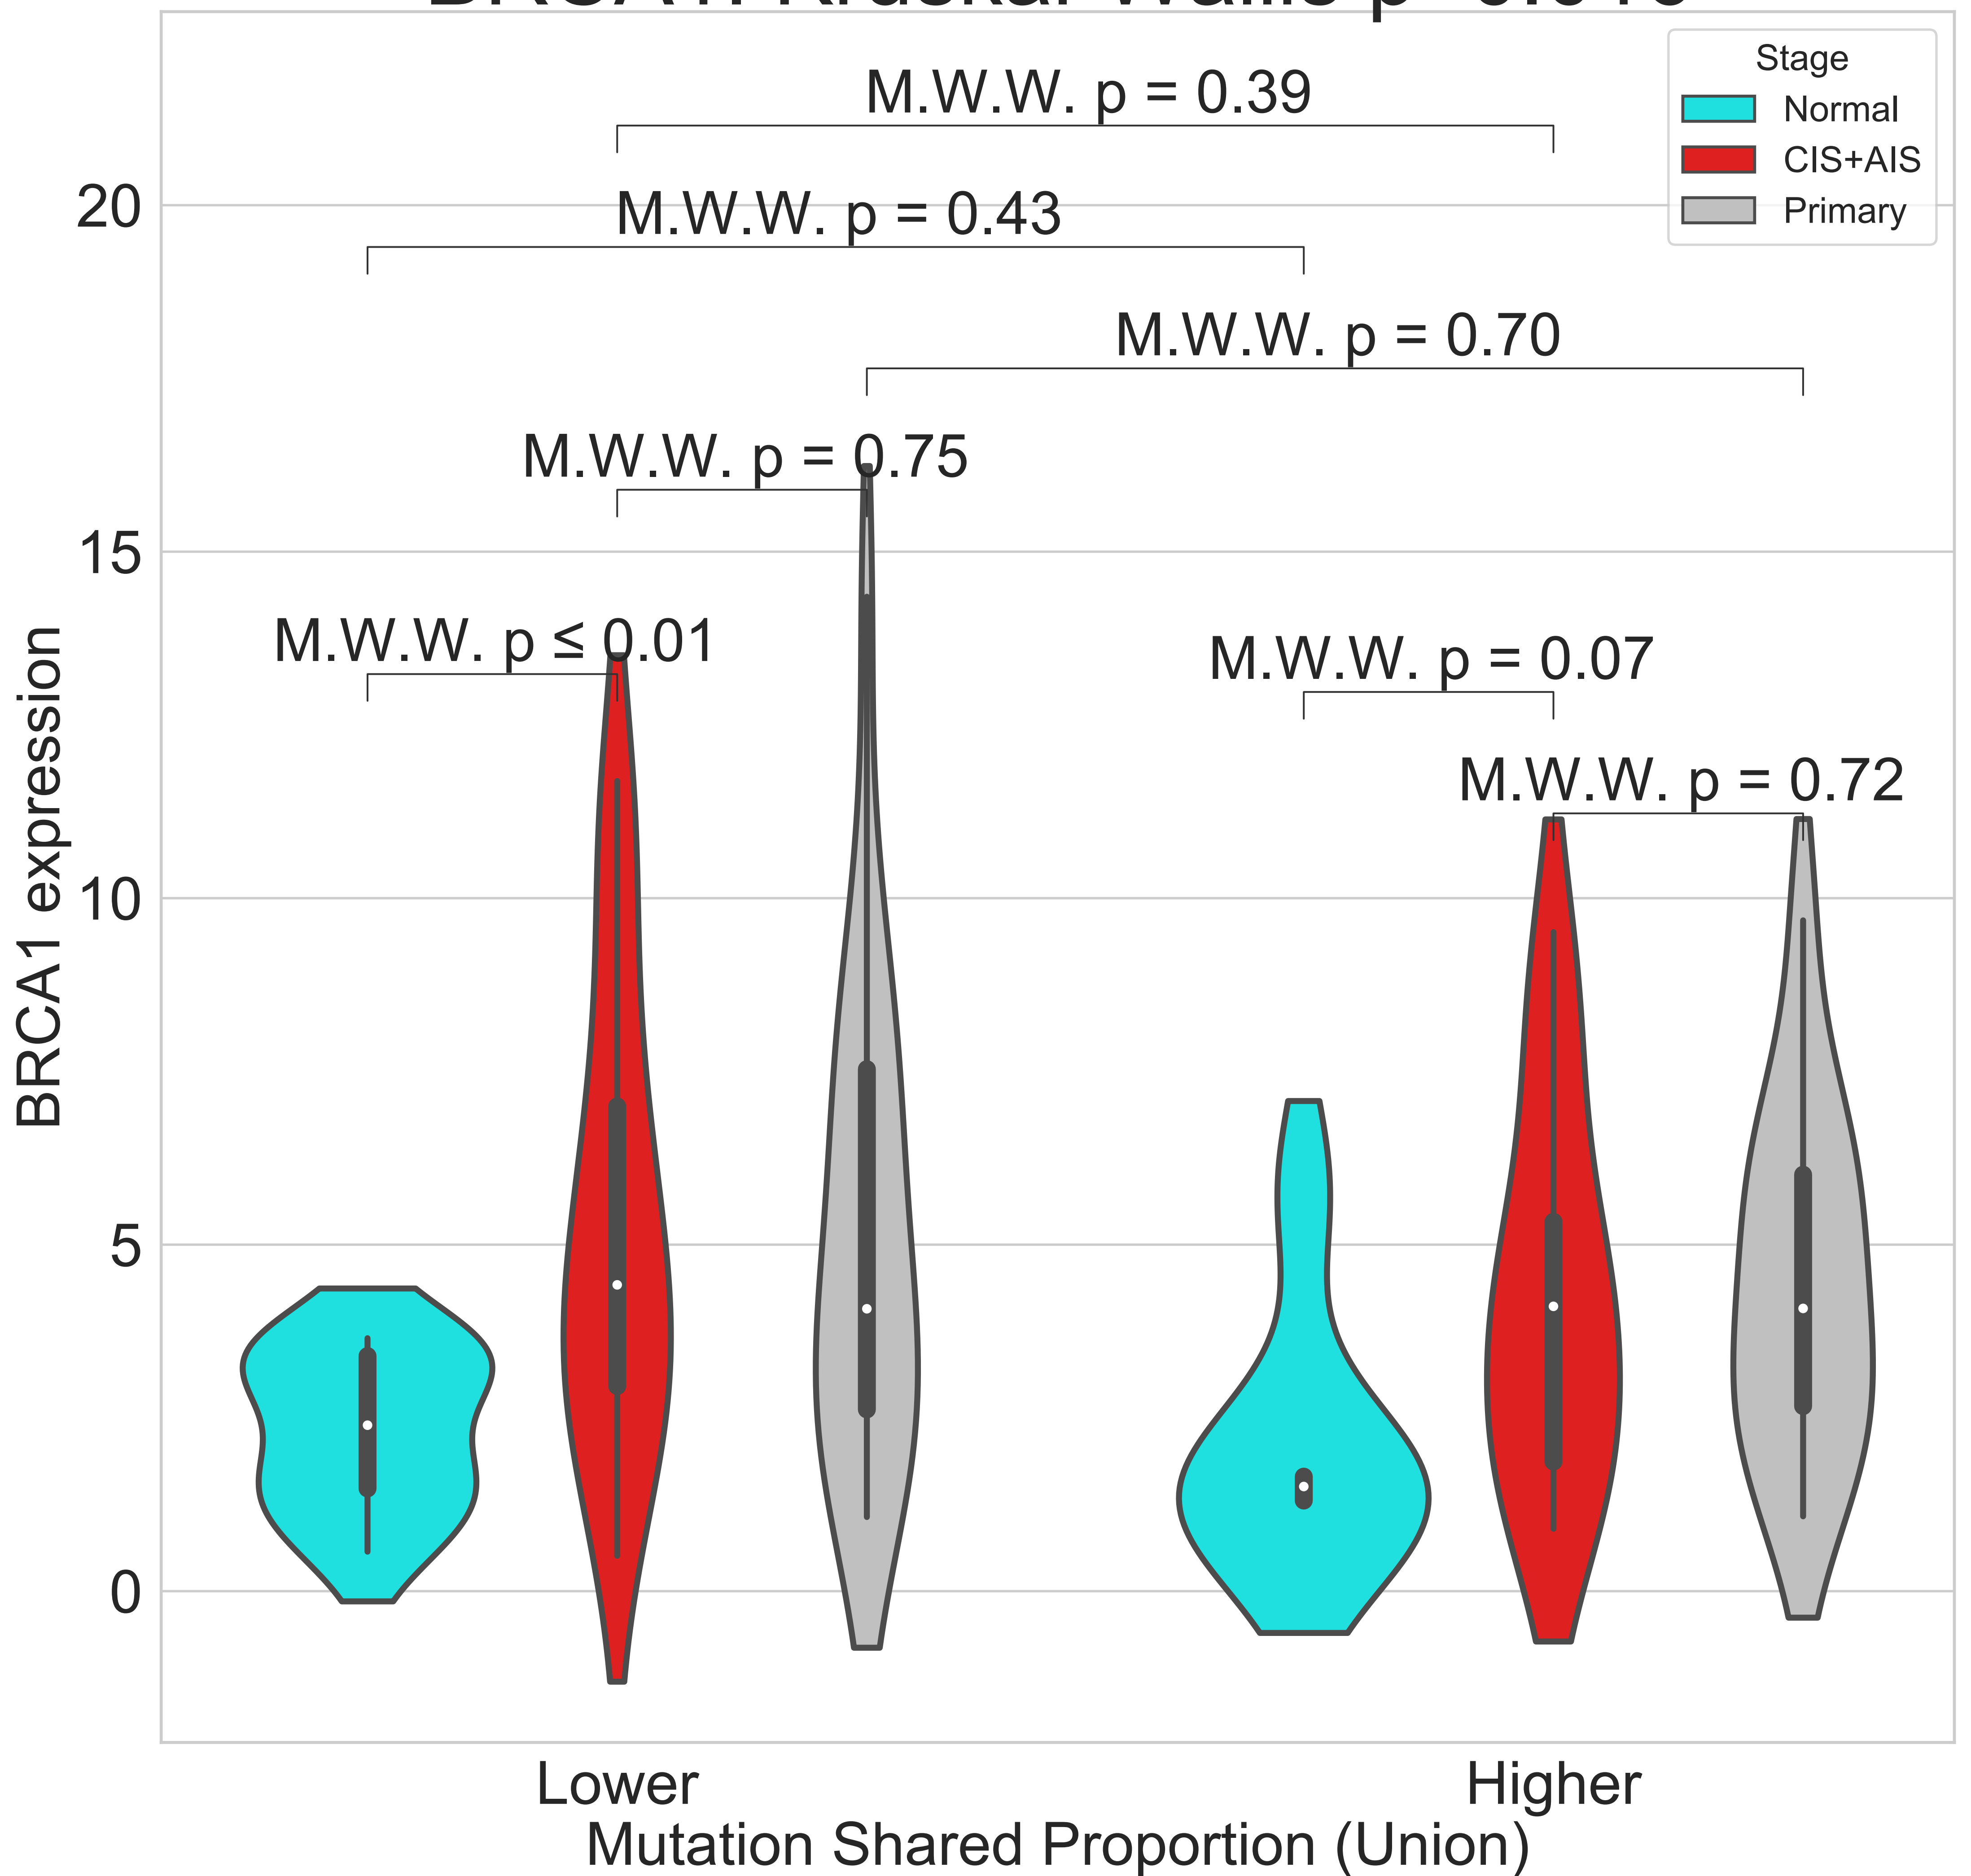 Stage
Normal
CIS+AIS
Primary
M.W.W. p = 0.39
M.W.W. p = 0.43
M.W.W. p = 0.70
M.W.W. p = 0.75
M.W.W. p ≤ 0.01
M.W.W. p = 0.07
M.W.W. p = 0.72
20
15
10
5
0
BRCA1 expression
Lower
Higher
Mutation Shared Proportion (Union)